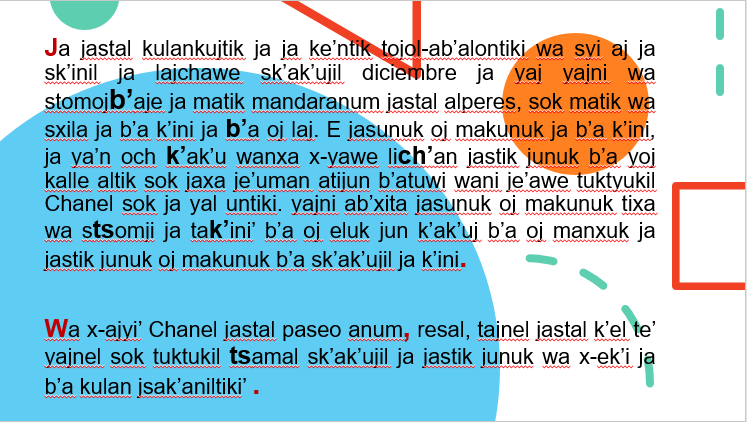 Ja jastal kulankujtik ja ja ke’ntik tojol-ab’alontiki wa syi aj ja
sk’inil ja lajchawe sk’ak’ujil diciembre ja yaj yajni wa
stomojb’aje ja matik mandaranum jastal alperes, sok matik wa
sxila ja b’a k’ini ja b’a oj laj. E jasunuk oj makunuk ja b’a k’ini,
ja ya’n och k’ak’u wanxa x-yawe lich’an jastik junuk b’a yoj
kalle altik sok jaxa je’uman atijun b’atuwi wani je’awe tuktyukil
Chanel sok ja yal untiki. yajni ab’xita jasunuk oj makunuk tixa
wa stsomji ja tak’ini’ b’a oj eluk jun k’ak’uj b’a oj manxuk ja
jastik junuk oj makunuk b’a sk’ak’ujil ja k’ini.
Wa x-ajyi’ Chanel jastal paseo anum, resal, tainel jastal k’el te’
yajnel sok tuktukil tsamal sk’ak’ujil ja jastik junuk wa x-ek’i ja
b’a kulan jsak’aniltiki’ .